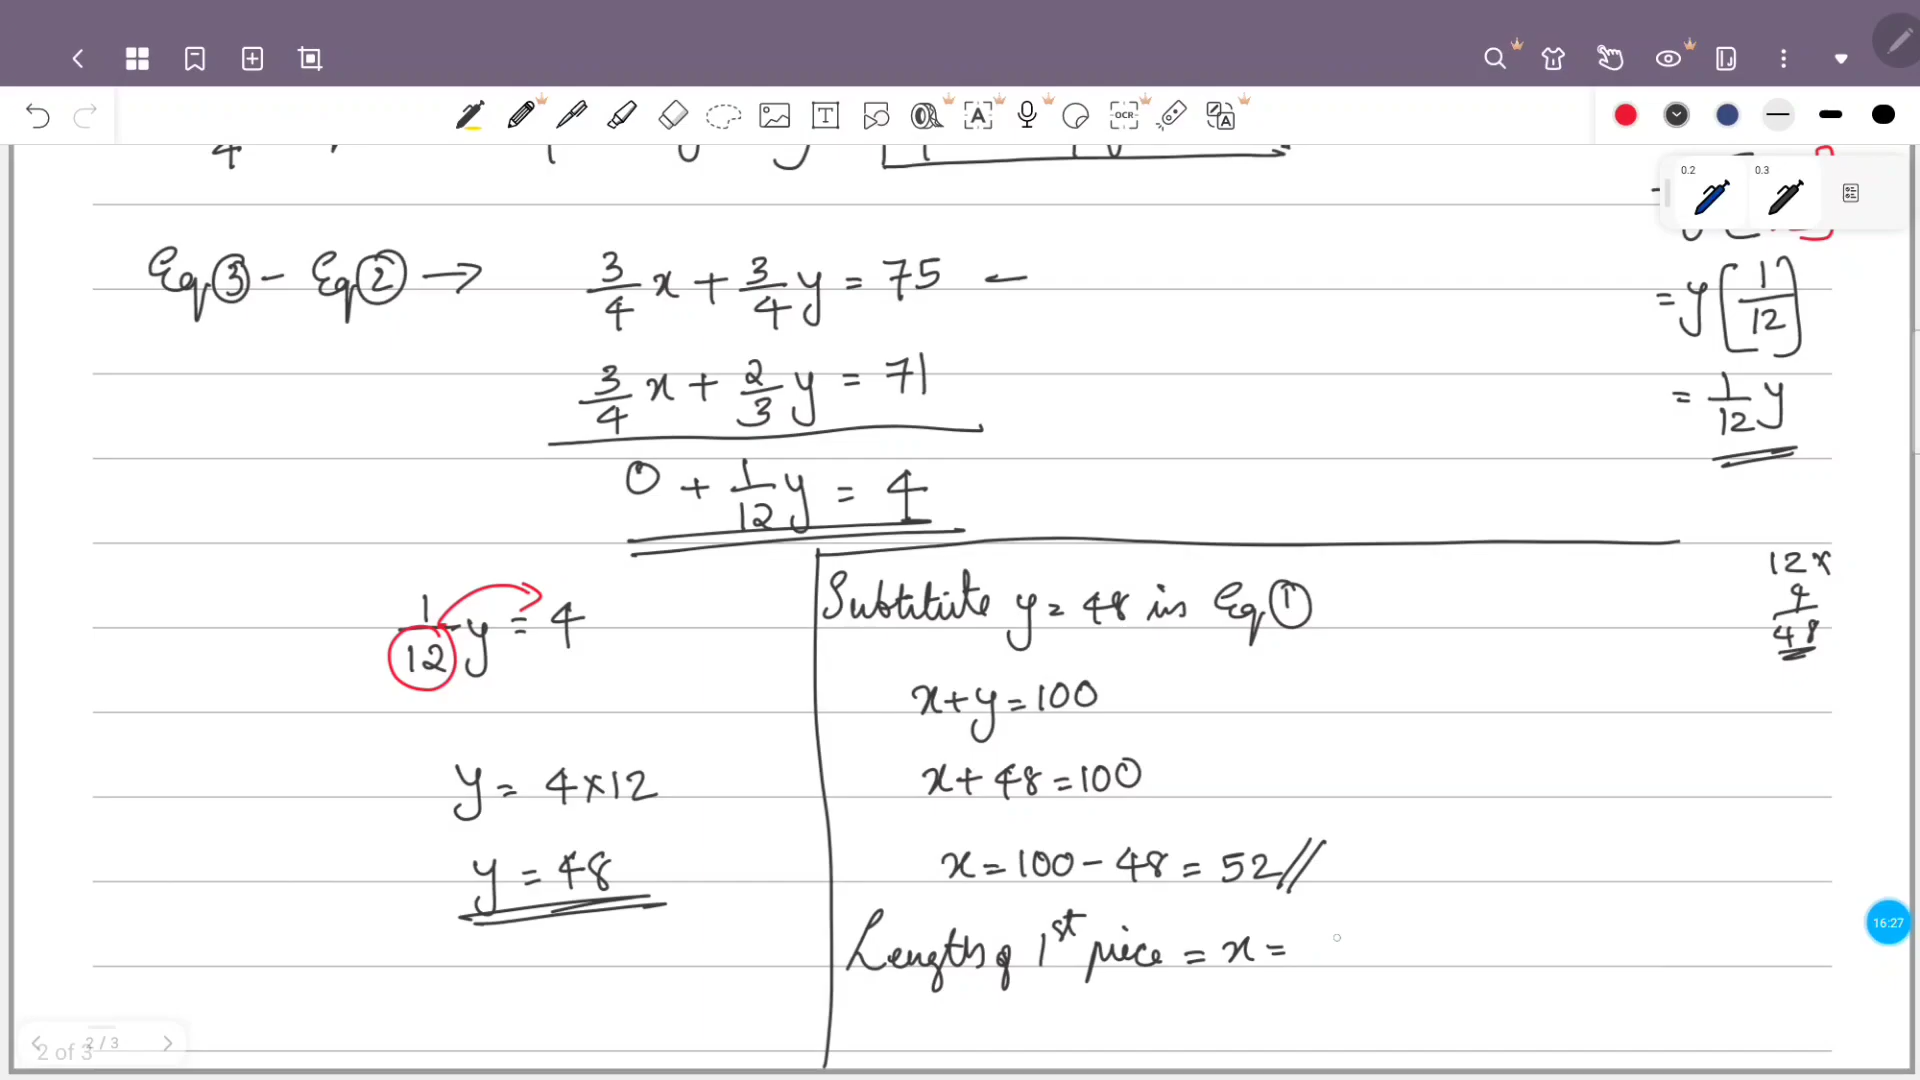 0.2
0.3
Eq③ - Eq② → 3/4 x + 3/4 y = 75 ←
= y [1/12]
3/4 x + 2/3 y = 71
= 1/12 y
0 + 1/12 y = 4
12 x
4
48
1/12 y = 4
y = 4x12
y = 48
Subtitute y = 48 in Eq①
x+y = 100
x+ 48 = 100
x = 100 - 48 = 52 //
Length of 1st piece = x =
16:27
2 / 3
2 of 3
OCR